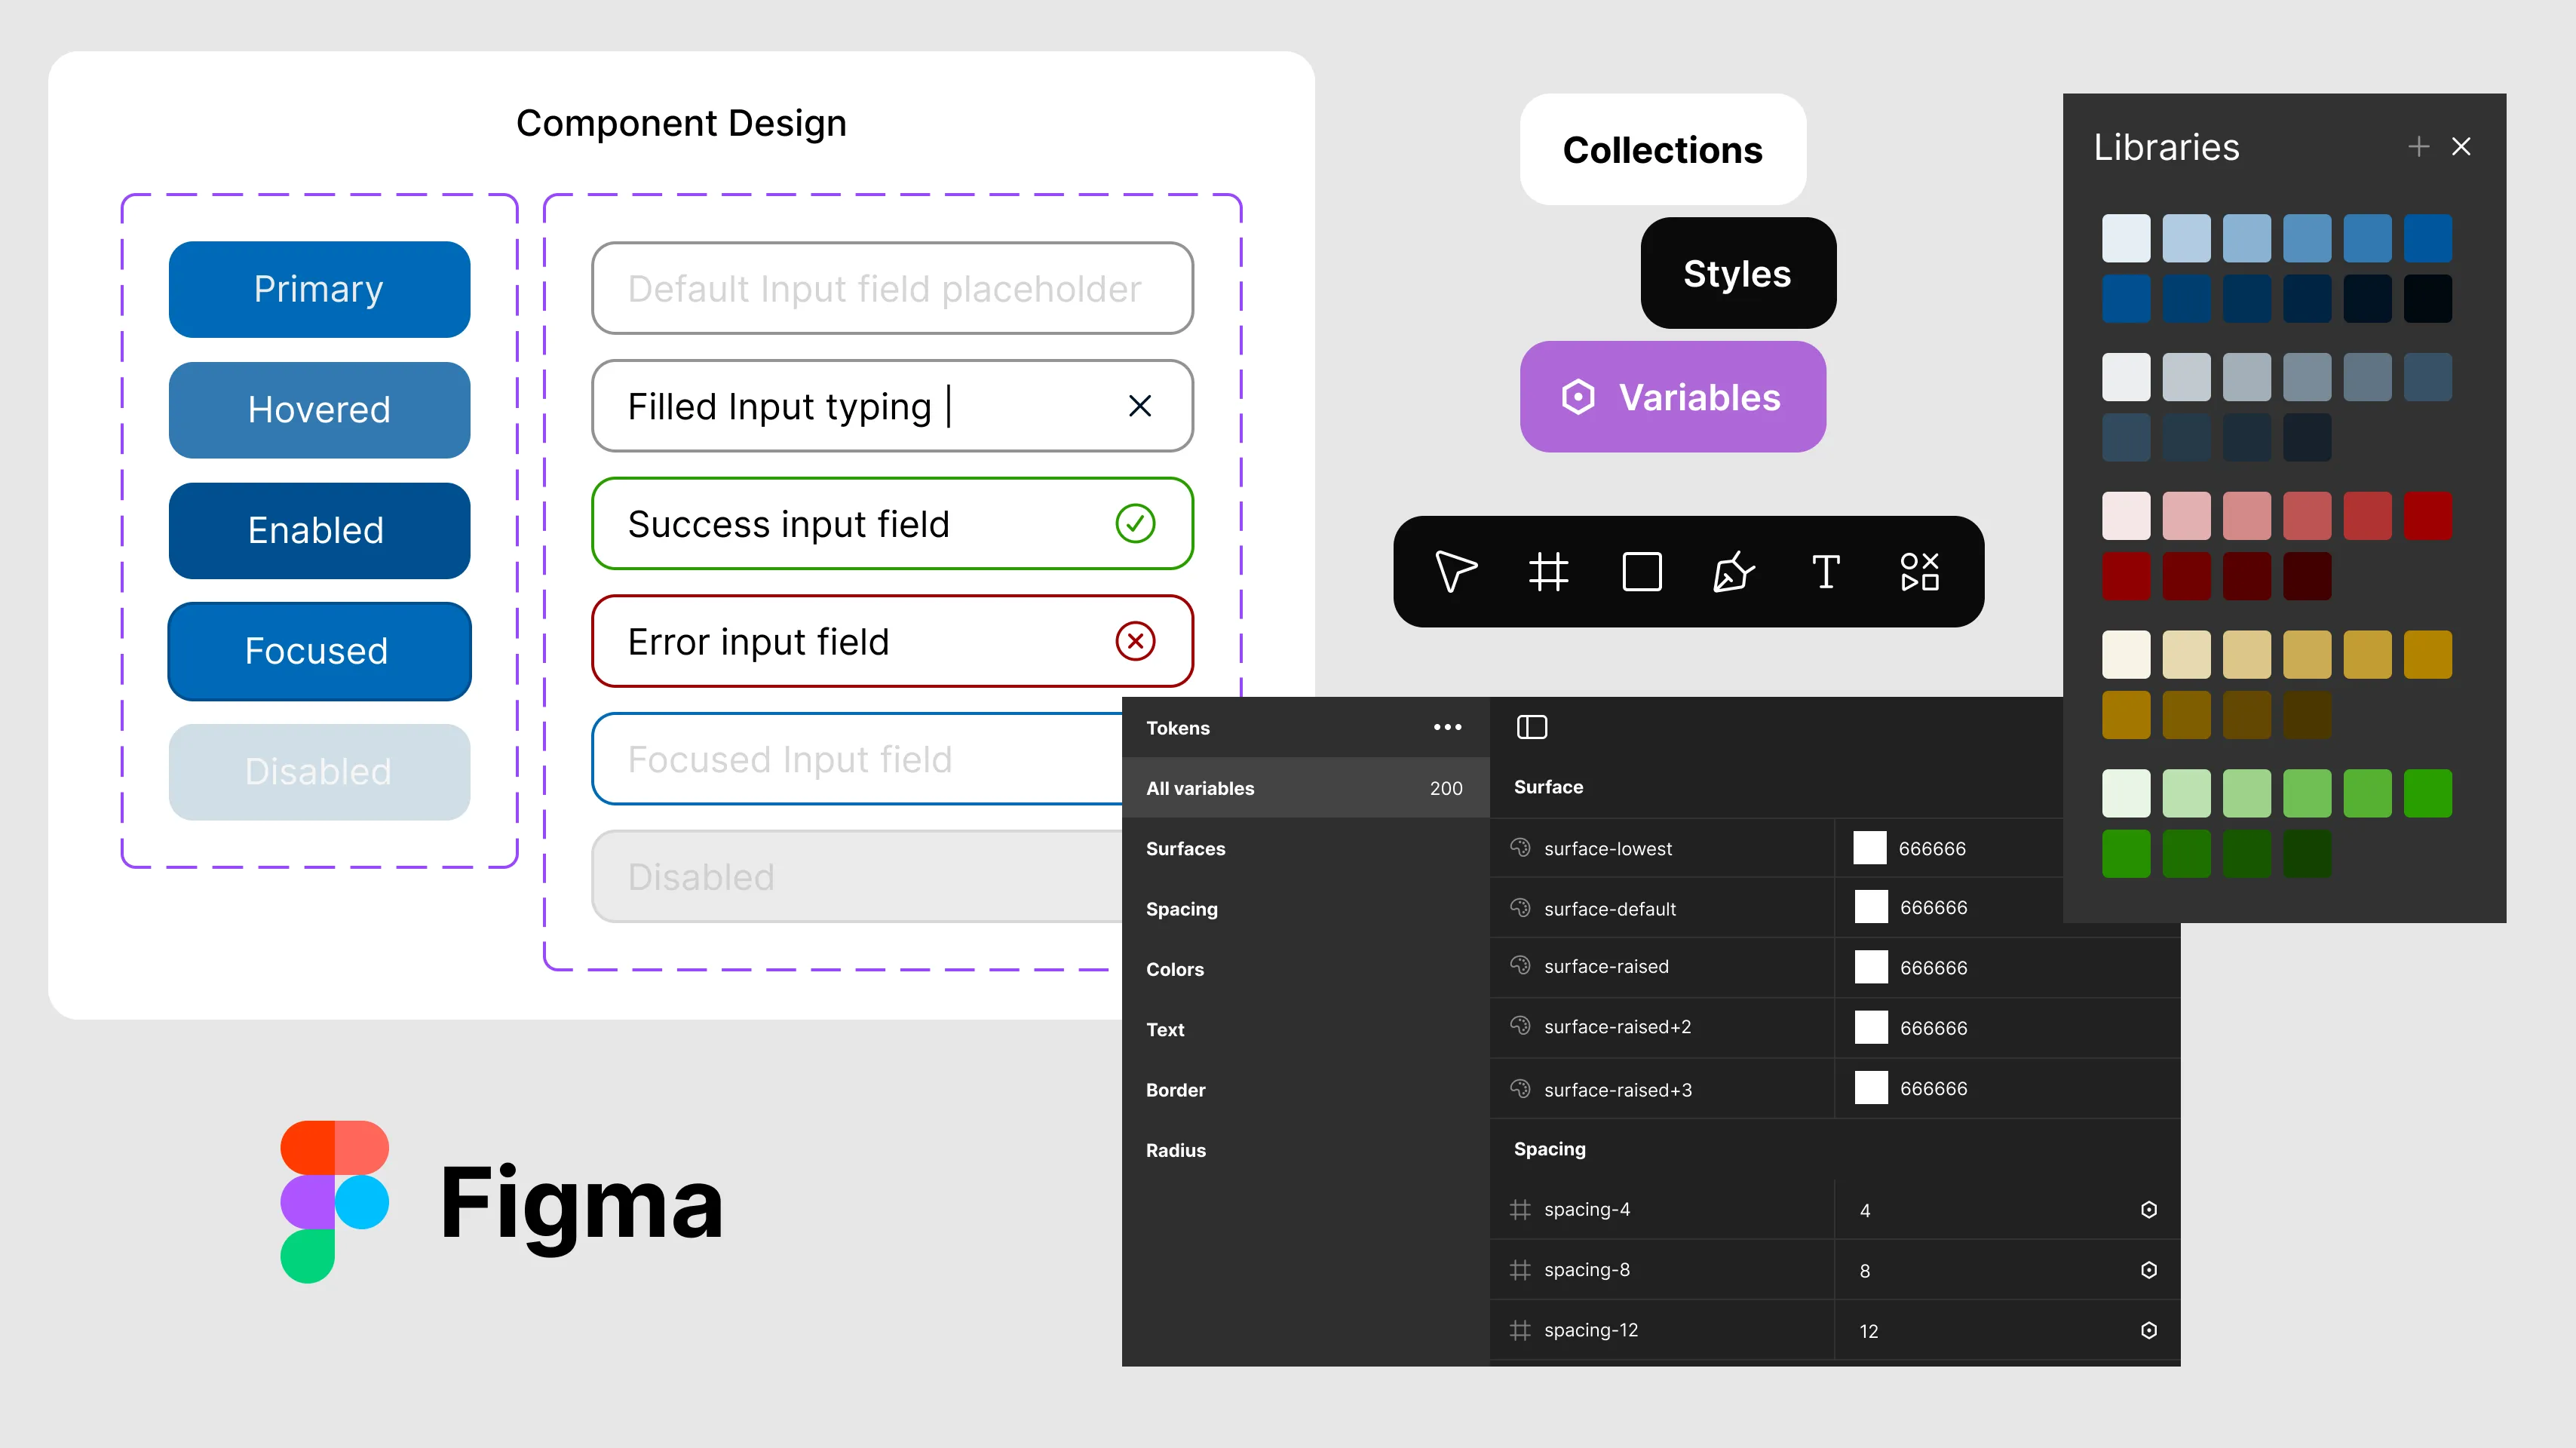 Component Design
Primary
Hovered
Enabled
Focused
Disabled
Default Input field placeholder
Filled Input typing
Success input field
Error input field
Focused Input field
Disabled
Collections
Styles
Variables
T
Libraries
Tokens
All variables 200
Surfaces
Spacing
Colors
Text
Border
Radius
Surface
surface-lowest 666666
surface-default 666666
surface-raised 666666
surface-raised+2 666666
surface-raised+3 666666
Spacing
spacing-4 4
spacing-8 8
spacing-12 12
Figma